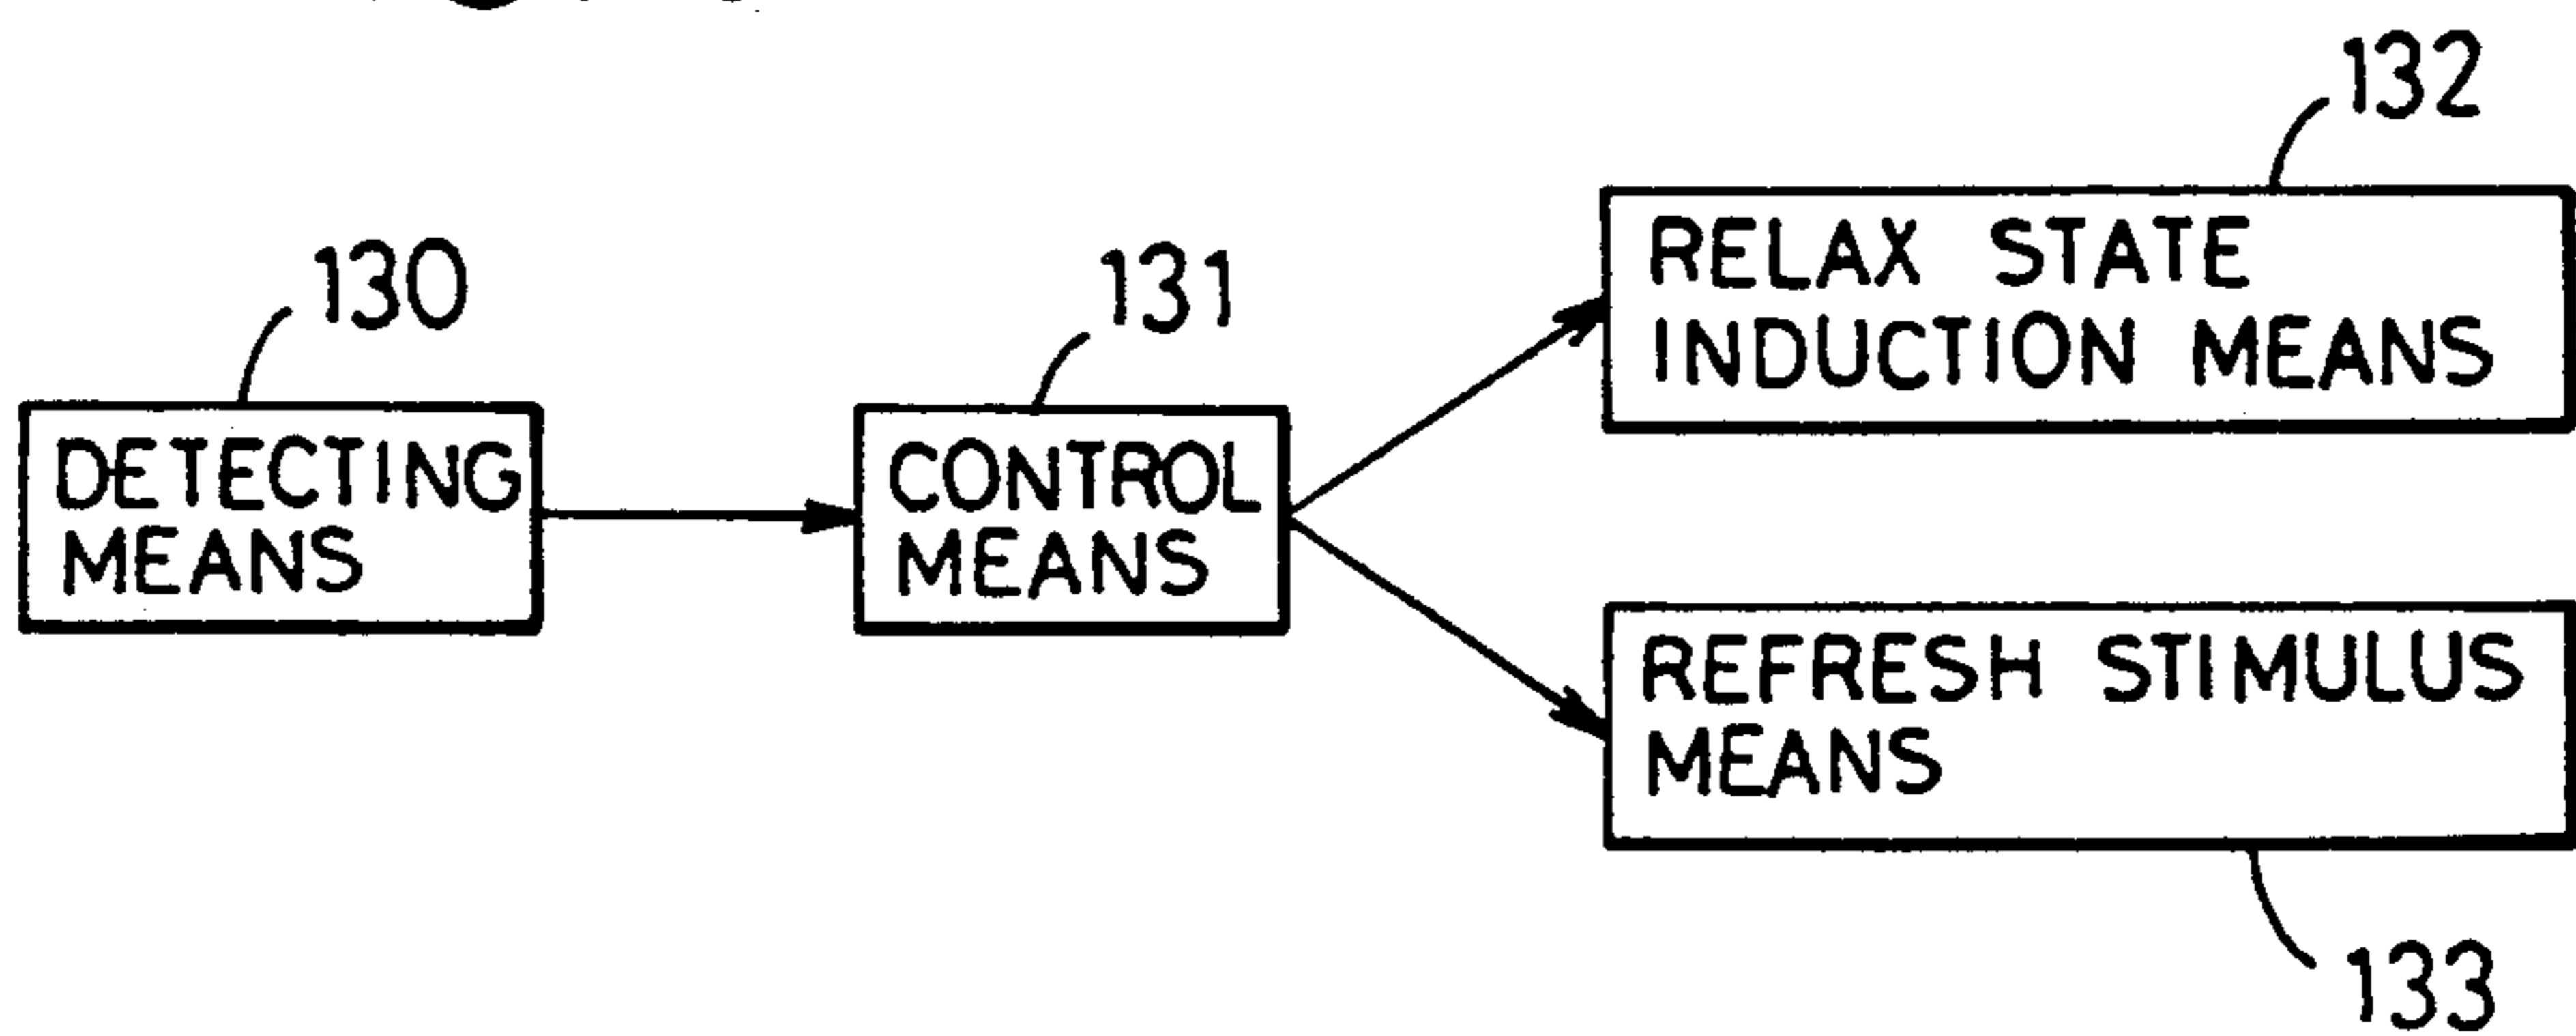 132
RELAX STATE
INDUCTION MEANS
130
DETECTING
MEANS
131
CONTROL
MEANS
REFRESH STIMULUS
MEANS
133